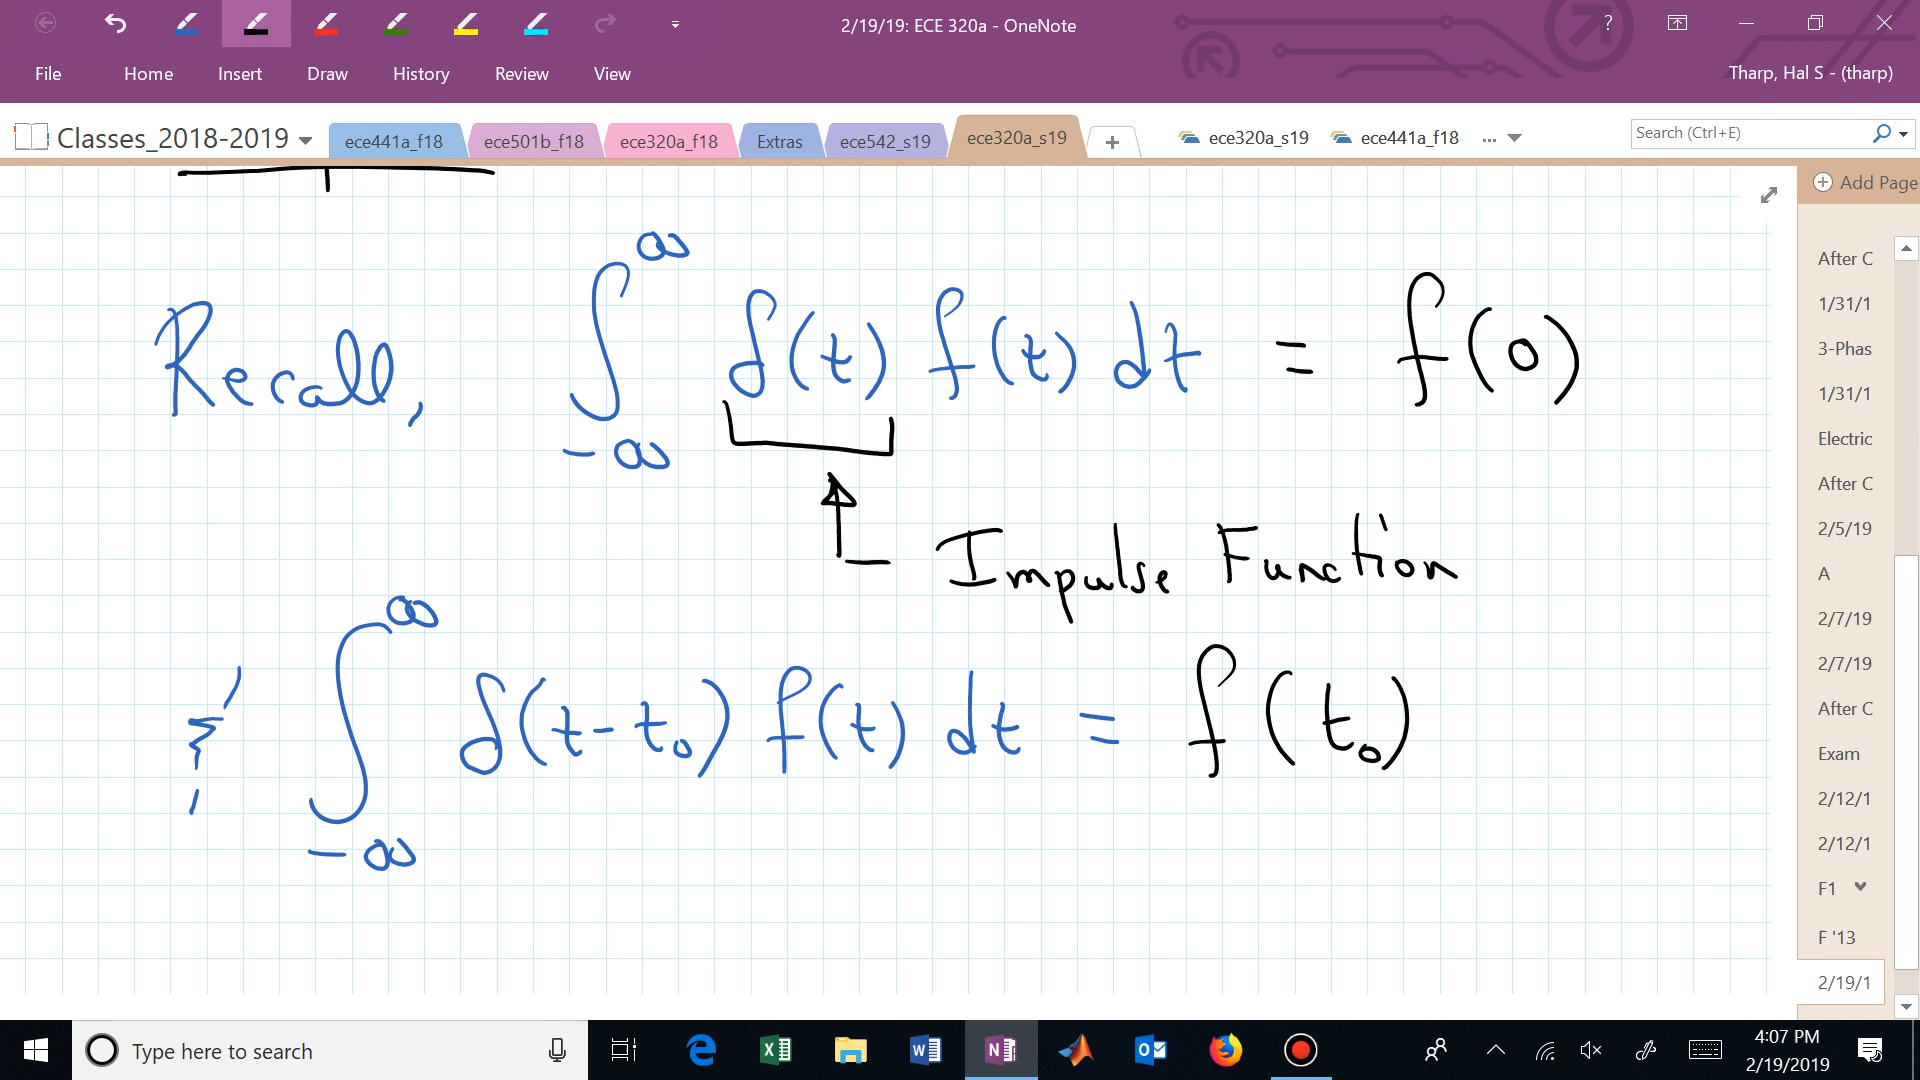 2/19/19: ECE 320a - OneNote
?
File Home Insert Draw History Review View
Tharp, Hal S - (tharp)
Classes_2018-2019
ece441a_f18 ece501b_f18 ece320a_f18 Extras ece542_s19 ece320a_s19 +
ece320a_s19 ece441a_f18 ...
Search (Ctrl+E)
Add Page
Recall, ∫_{-∞}^{∞} δ(t) f(t) dt = f(0)
Impulse Function
& ∫_{-∞}^{∞} δ(t-t₀) f(t) dt = f(t₀)
After C
1/31/1
3-Phas
1/31/1
Electric
After C
2/5/19
A
2/7/19
2/7/19
After C
Exam
2/12/1
2/12/1
F1
F '13
2/19/1
Type here to search
4:07 PM
2/19/2019